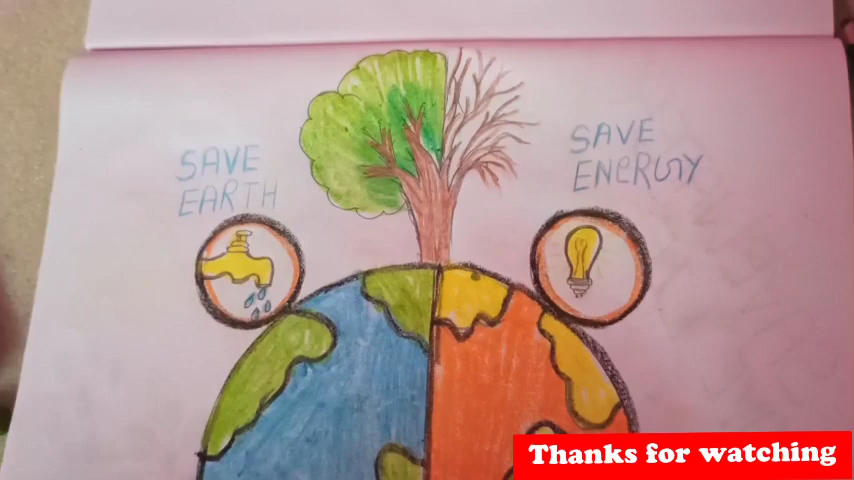 SAVE
EARTH
SAVE
ENERGY
Thanks for watching